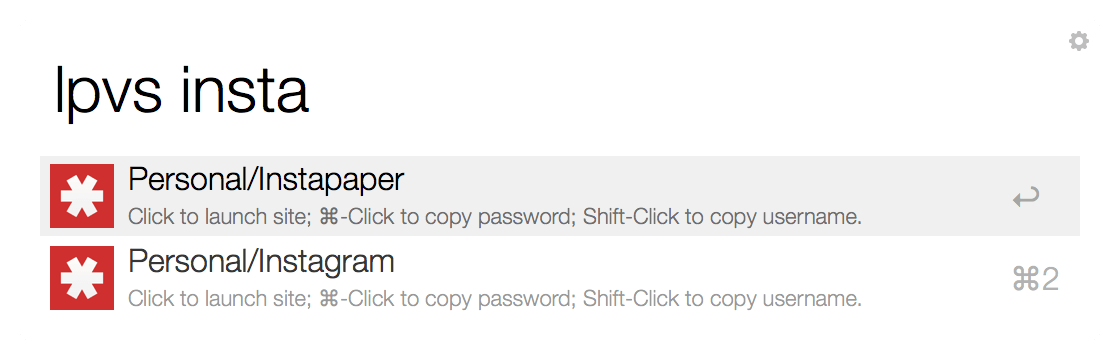 lpvs insta
Personal/Instapaper
Click to launch site; ⌘-Click to copy password; Shift-Click to copy username.
↩
Personal/Instagram
Click to launch site; ⌘-Click to copy password; Shift-Click to copy username.
⌘2